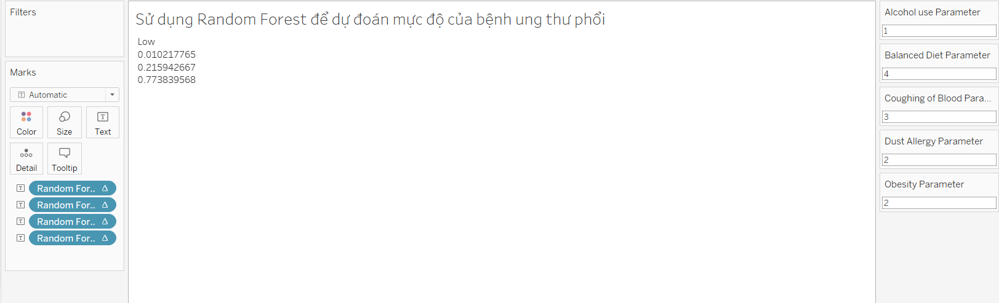 Filters
Marks
Automatic
Color
Size
Text
Detail
Tooltip
Random For..
Random For..
Random For..
Random For..
Sử dụng Random Forest để dự đoán mực độ của bệnh ung thư phổi
Low
0.010217765
0.215942667
0.773839568
Alcohol use Parameter
1
Balanced Diet Parameter
4
Coughing of Blood Para...
3
Dust Allergy Parameter
2
Obesity Parameter
2